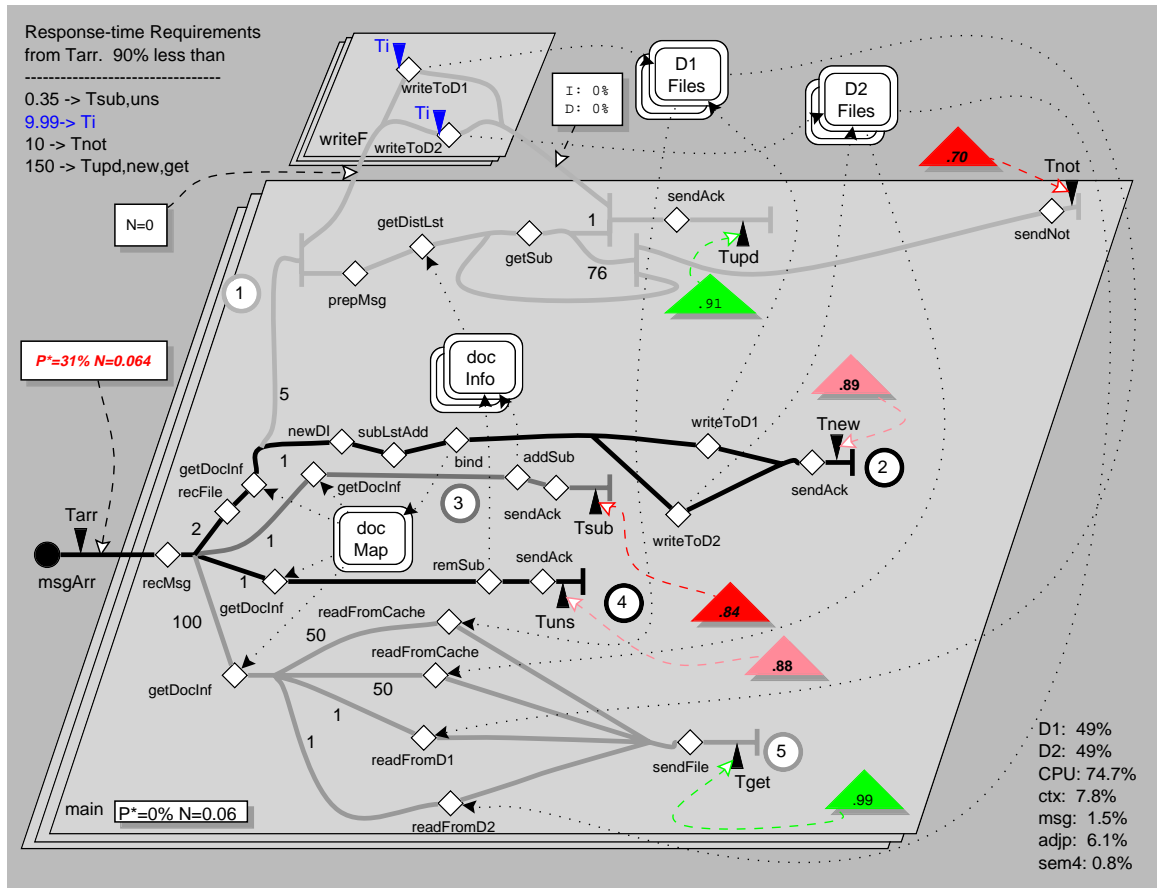 Response-time Requirements
from Tarr.  90% less than
--------------------------------
0.35 -> Tsub,uns
9.99-> Ti
10 -> Tnot
150 -> Tupd,new,get
Ti
writeToD1
Ti
writeToD2
writeF
I: 0%
D: 0%
D1
Files
D2
Files
.70
Tnot
N=0
sendAck
getDistLst
1
sendNot
getSub
Tupd
76
prepMsg
1
.91
P*=31% N=0.064
doc
Info
.89
5
writeToD1
Tnew
newDI
subLstAdd
1
bind
addSub
getDocInf
getDocInf
2
recFile
sendAck
3
sendAck
2
Tarr
1
doc
Map
Tsub
writeToD2
msgArr
recMsg
1
remSub
sendAck
getDocInf
4
.84
100
readFromCache
Tuns
50
readFromCache
.88
getDocInf
50
1
1
readFromD1
sendFile
5
Tget
main
P*=0% N=0.06
readFromD2
.99
D1:  49%
D2:  49%
CPU: 74.7%
ctx:  7.8%
msg:  1.5%
adjp:  6.1%
sem4: 0.8%